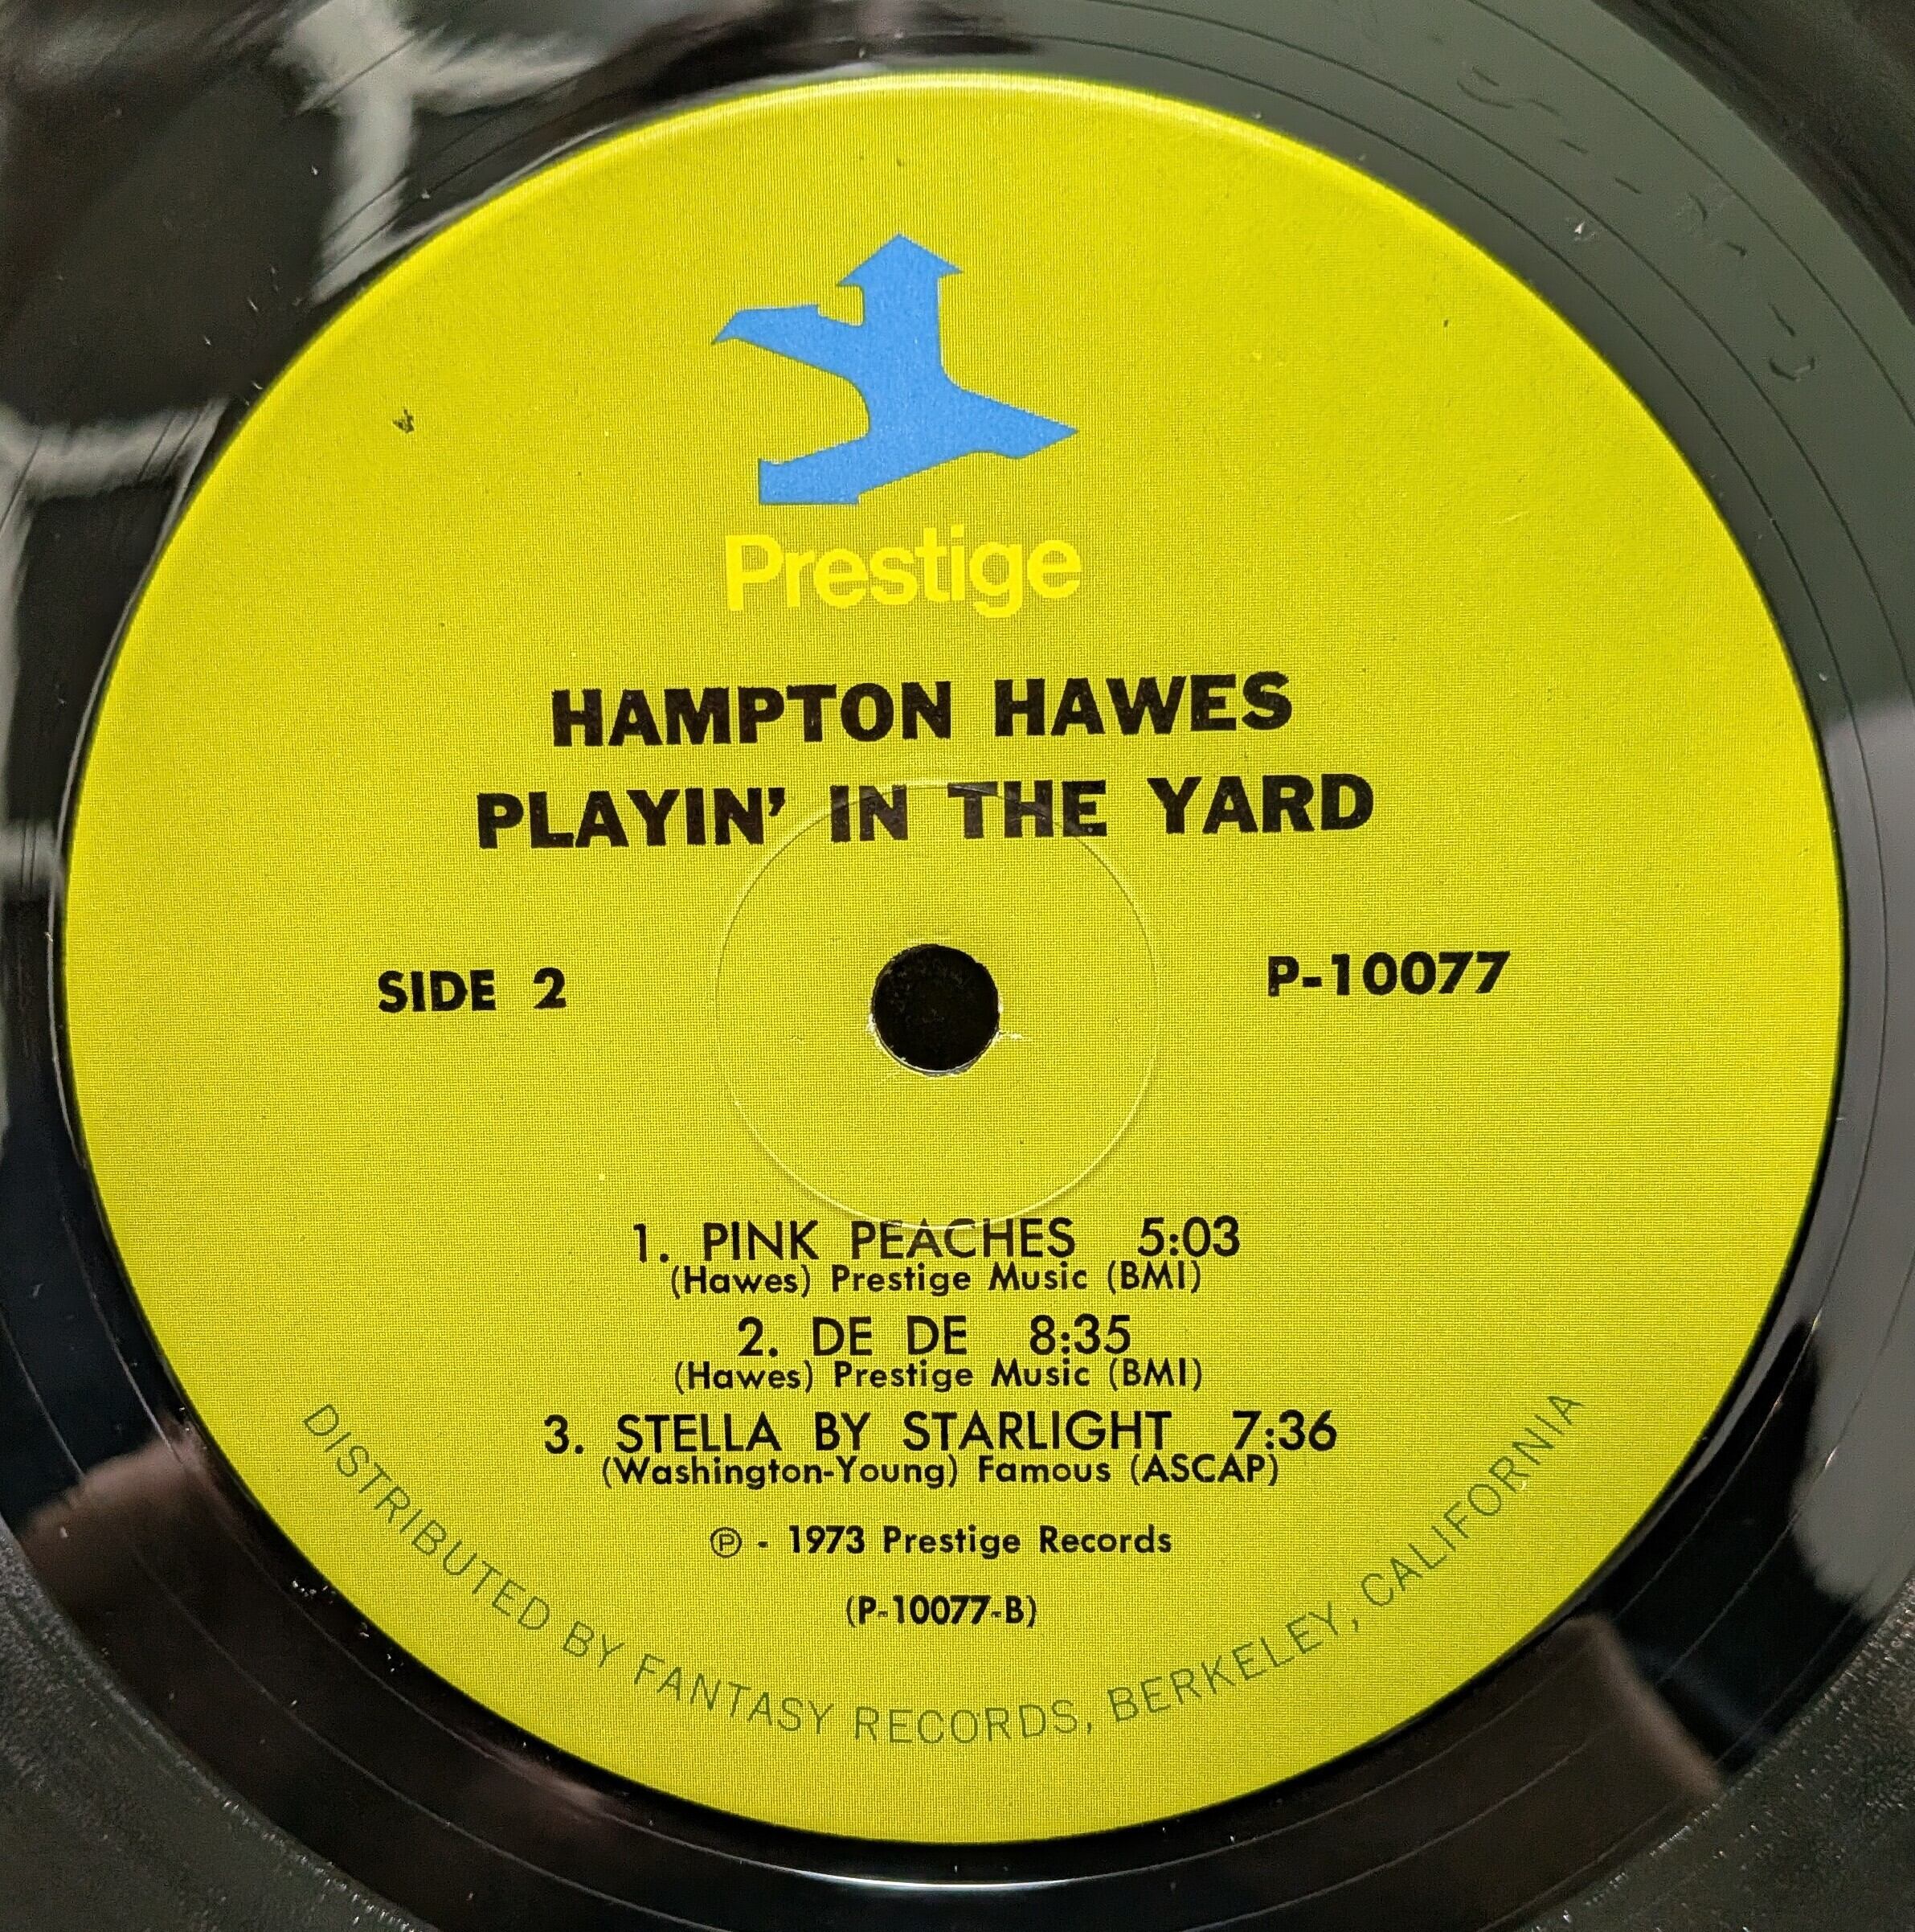 Prestige
HAMPTON HAWES
PLAYIN' IN THE YARD
SIDE 2
P-10077
1. PINK PEACHES 5:03
(Hawes) Prestige Music (BMI)
2. DE DE 8:35
(Hawes) Prestige Music (BMI)
3. STELLA BY STARLIGHT 7:36
(Washington-Young) Famous (ASCAP)
℗ - 1973 Prestige Records
(P-10077-B)
DISTRIBUTED BY FANTASY RECORDS, BERKELEY, CALIFORNIA